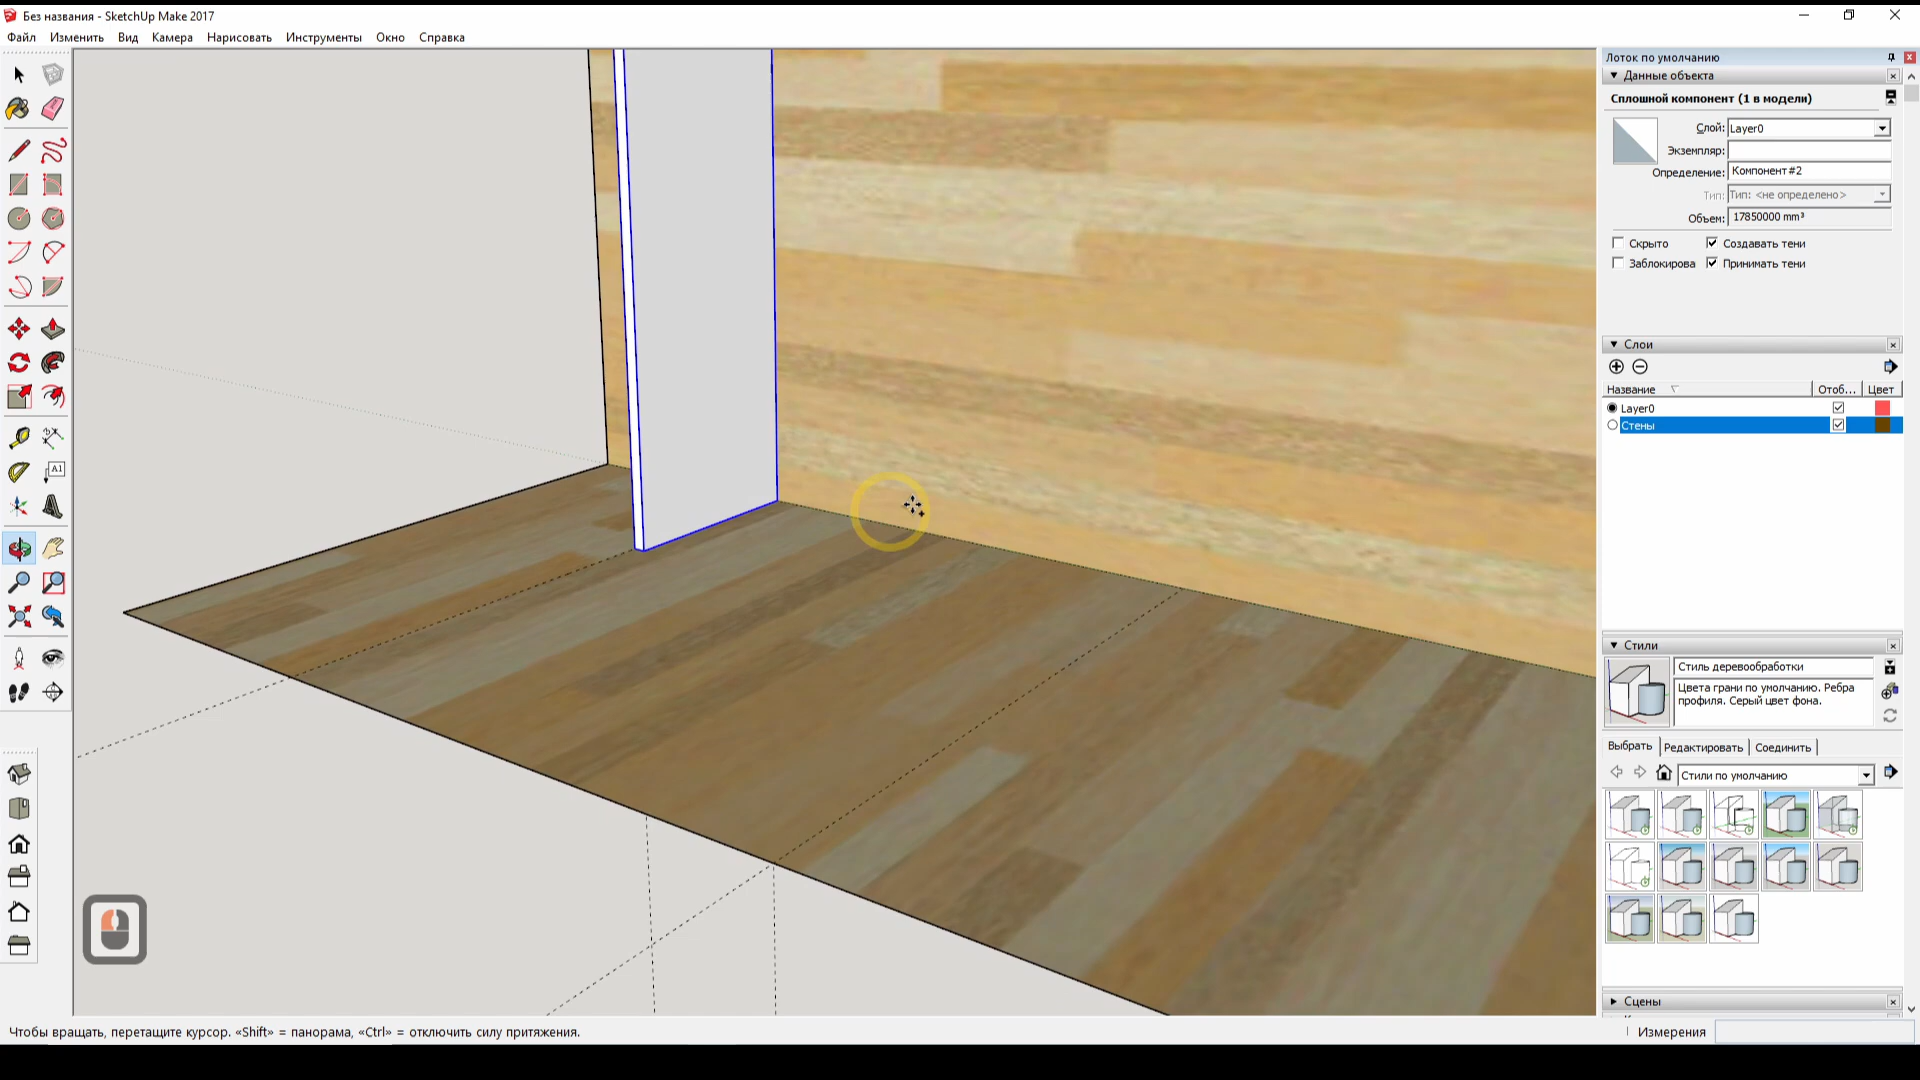 Без названия - SketchUp Make 2017
Файл Изменить Вид Камера Нарисовать Инструменты Окно Справка
Лоток по умолчанию
Данные объекта
Сплошной компонент (1 в модели)
Слой: Layer0
Экземпляр:
Определение: Компонент#2
Тип: Тип: <не определено>
Объем: 17850000 mm³
Скрыто Создавать тени
Заблокирова Принимать тени
Слои
Название Отоб... Цвет
Layer0
Стены
A1
Стили
Стиль деревообработки
Цвета грани по умолчанию. Ребра
профиля. Серый цвет фона.
Выбрать Редактировать Соединить
Стили по умолчанию
Сцены
Чтобы вращать, перетащите курсор. «Shift» = панорама, «Ctrl» = отключить силу притяжения.
Измерения